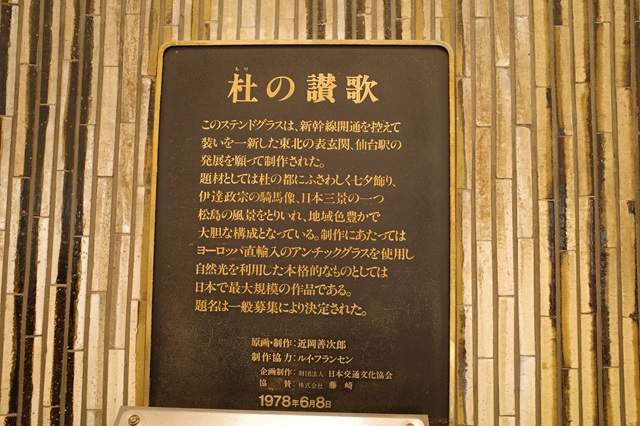 もり
杜の讃歌
このステンドグラスは、新幹線開通を控えて
装いを一新した東北の表玄関、仙台駅の
発展を願って制作された。
題材としては杜の都にふさわしく七夕飾り、
伊達政宗の騎馬像、日本三景の一つ
松島の風景をとりいれ、地域色豊かで
大胆な構成となっている。制作にあたっては
ヨーロッパ直輸入のアンチックグラスを使用し
自然光を利用した本格的なものとしては
日本で最大規模の作品である。
題名は一般募集により決定された。
原画・制作：近岡善次郎
制作協力：ルイ・フランセン
企画制作：財団法人 日本交通文化協会
協賛：株式会社 藤崎
1978年6月8日